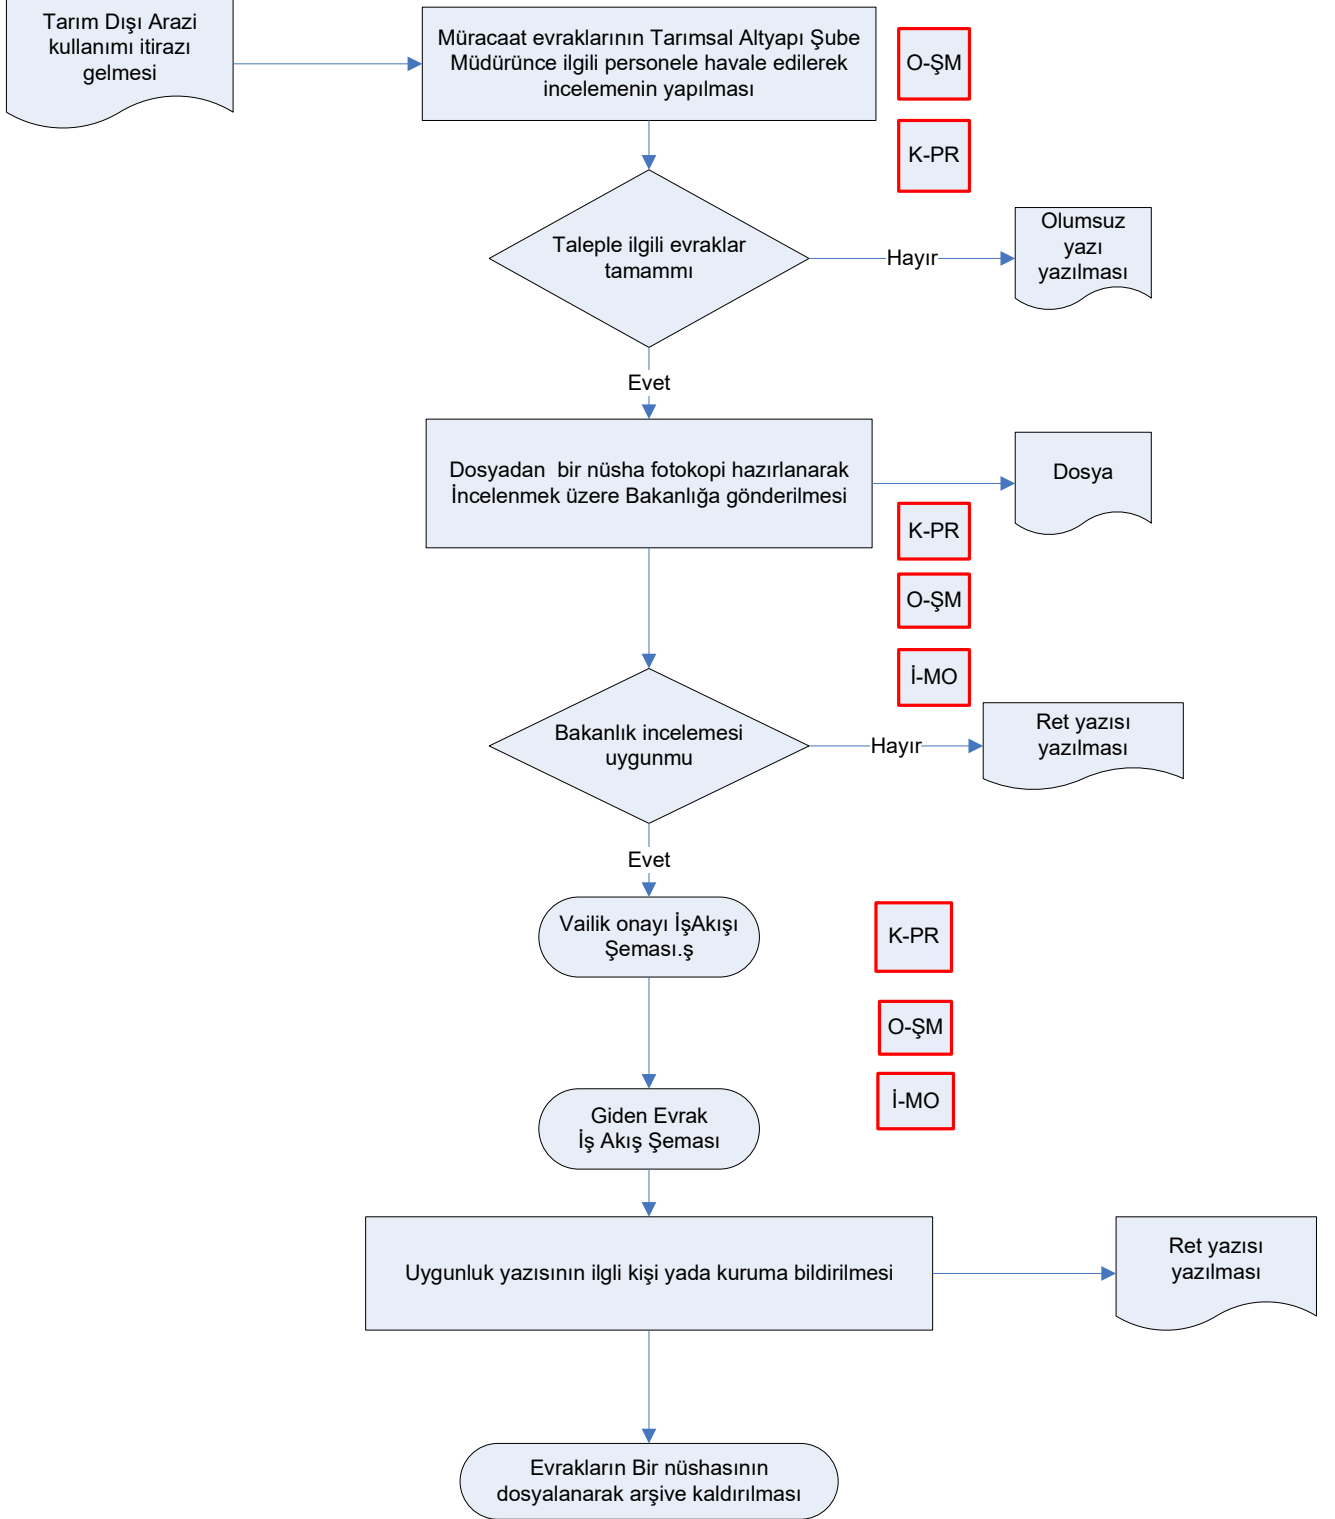 Tarım Dışı Arazi
kullanımı itirazı
gelmesi
Müracaat evraklarının Tarımsal Altyapı Şube
Müdürünce ilgili personele havale edilerek
incelemenin yapılması
O-ŞM
K-PR
Taleple ilgili evraklar
tamammı
Hayır
Olumsuz
yazı
yazılması
Evet
Dosyadan  bir nüsha fotokopi hazırlanarak
İncelenmek üzere Bakanlığa gönderilmesi
Dosya
K-PR
O-ŞM
İ-MO
Bakanlık incelemesi
uygunmu
Hayır
Ret yazısı
yazılması
Evet
Vailik onayı İşAkışı
Şeması.ş
K-PR
O-ŞM
İ-MO
Giden Evrak
İş Akış Şeması
Uygunluk yazısının ilgli kişi yada kuruma bildirilmesi
Ret yazısı
yazılması
Evrakların Bir nüshasının
dosyalanarak arşive kaldırılması